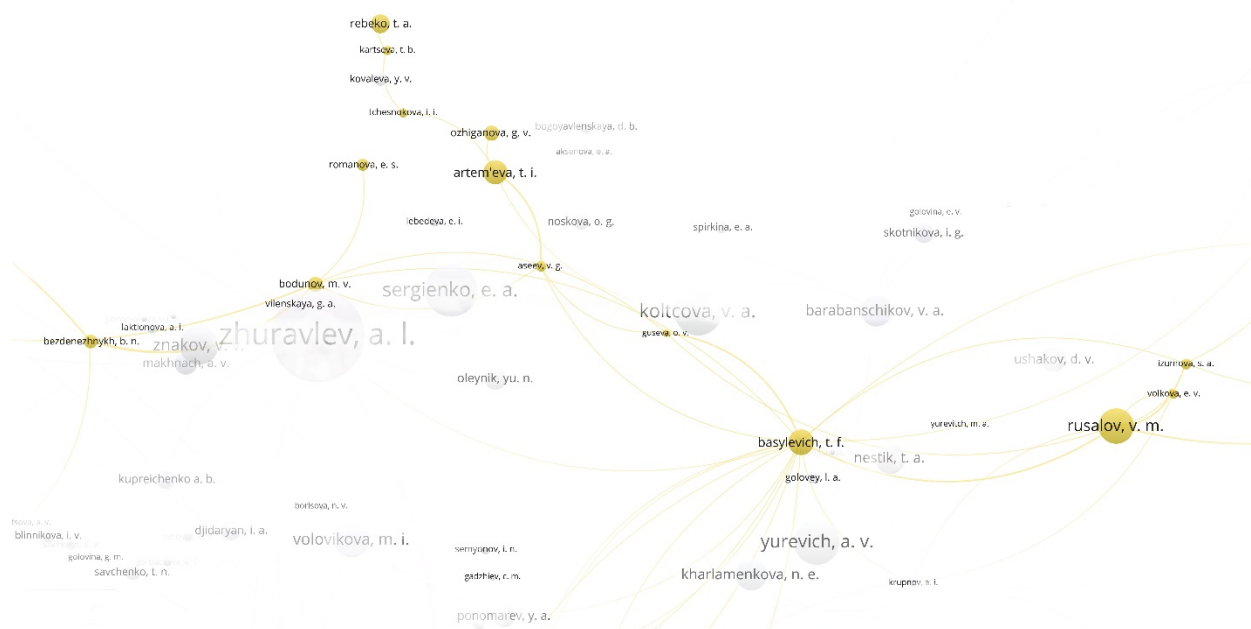 rebeko, t. a.
kartseva, t. b.
kovaleva, y. v.
tchesnokova, i. i.
ozhiganova, g. v.
bogoyavlenskaya, d. b.
aksenova, e. a.
romanova, e. s.
artem'eva, t. i.
lebedeva, e. i.
noskova, o. g.
spirkina, e. a.
golovina, e. v.
skotnikova, i. g.
aseev, v. g.
bodunov, m. v.
sergienko, e. a.
vilenskaya, g. a.
koltcova, v. a.
barabanschikov, v. a.
laktionova, a. i.
zhuravlev, a. l.
guseva, o. v.
bezdenezhnykh, b. n.
znakov, v.
makhnach, a. v.
ushakov, d. v.
izumova, s. a.
oleynik, yu. n.
volkova, e. v.
yurevitch, m. a.
rusalov, v. m.
basylevich, t. f.
nestik, t. a.
golovey, l. a.
kupreichenko a. b.
borisova, n. v.
blinnikova, i. v.
djidaryan, i. a.
volovikova, m. i.
yurevich, a. v.
semyonov, i. n.
golovina, g. m.
savchenko, t. n.
gadzhiev, c. m.
kharlamenkova, n. e.
krupnov, a. i.
ponomarev, y. a.